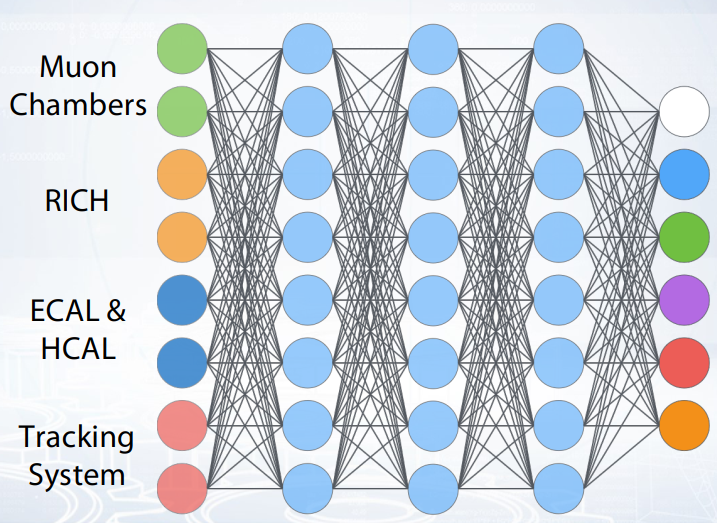 Muon
Chambers
RICH
ECAL &
HCAL
Tracking
System